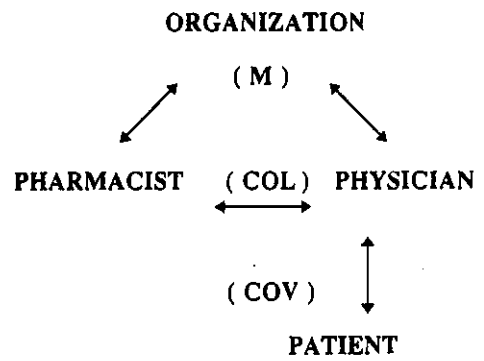 ORGANIZATION
( M )
PHARMACIST ( COL ) PHYSICIAN
( COV )
PATIENT